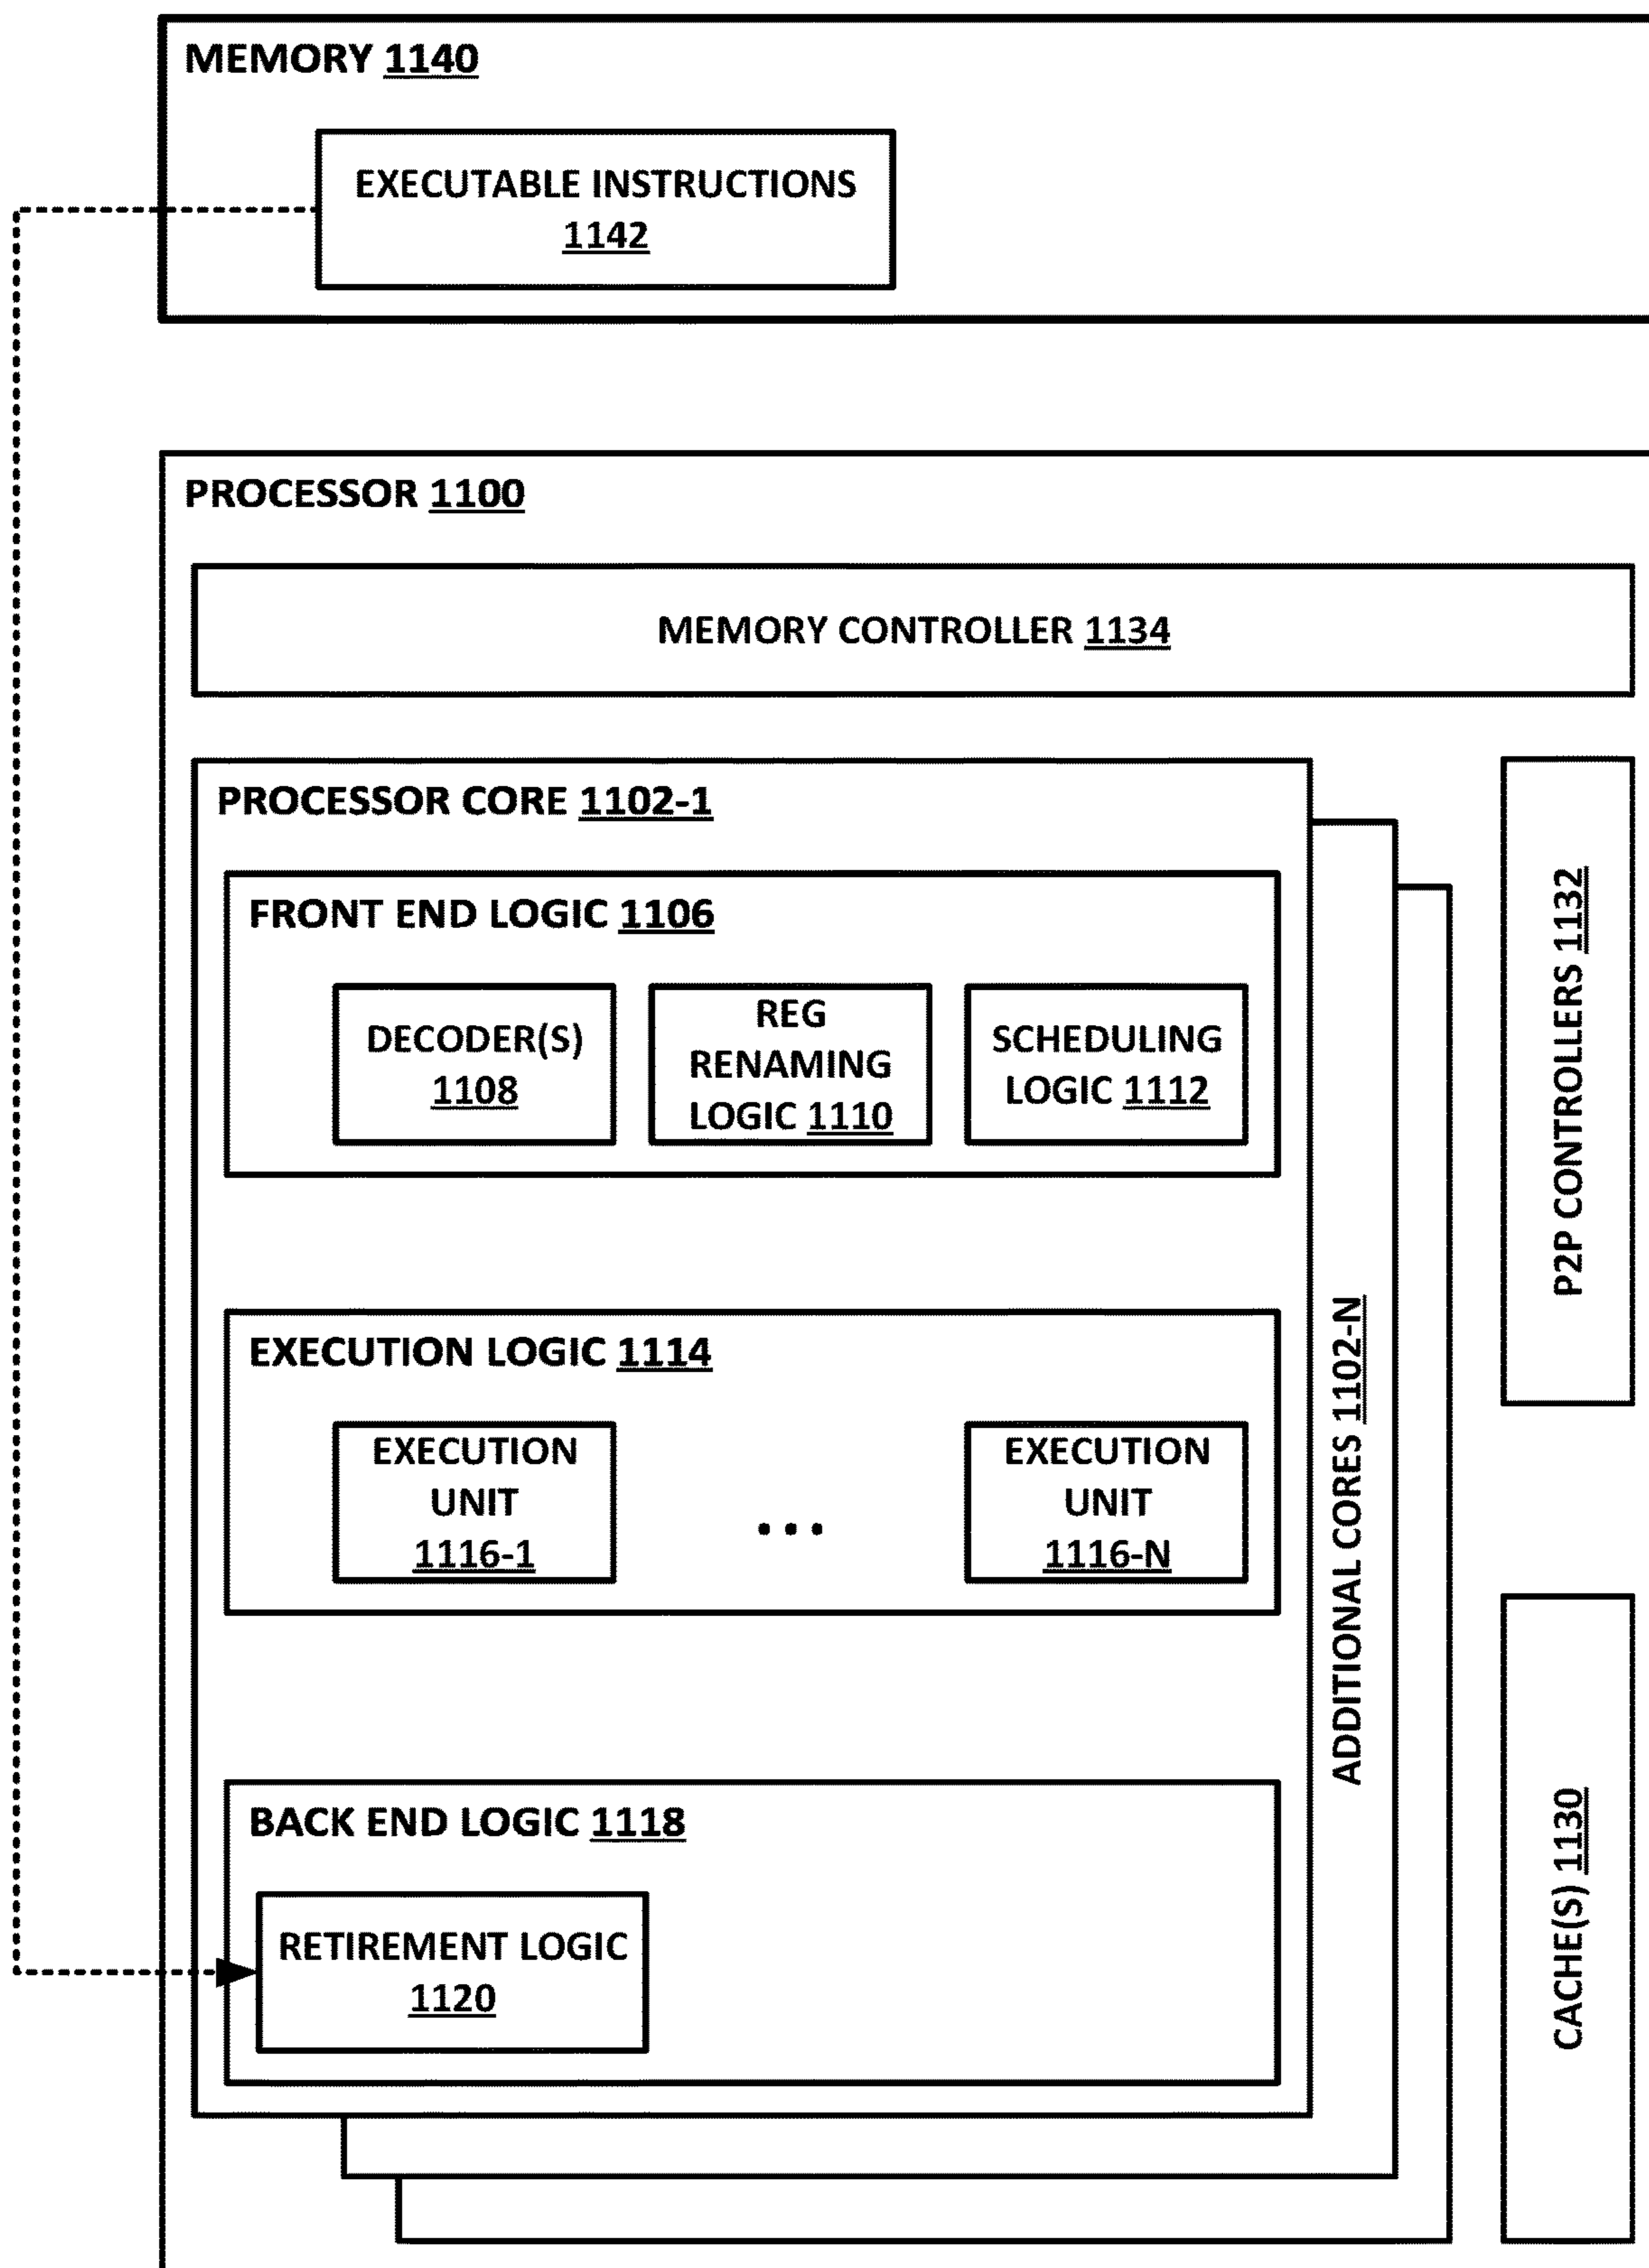 MEMORY 1140
EXECUTABLE INSTRUCTIONS
1142
PROCESSOR 1100
MEMORY CONTROLLER 1134
PROCESSOR CORE 1102-1
FRONT END LOGIC 1106
DECODER(S)
1108
REG
RENAMING
LOGIC 1110
SCHEDULING
LOGIC 1112
EXECUTION LOGIC 1114
EXECUTION
UNIT
1116-1
...
EXECUTION
UNIT
1116-N
BACK END LOGIC 1118
RETIREMENT LOGIC
1120
ADDITIONAL CORES 1102-N
P2P CONTROLLERS 1132
CACHE(S) 1130